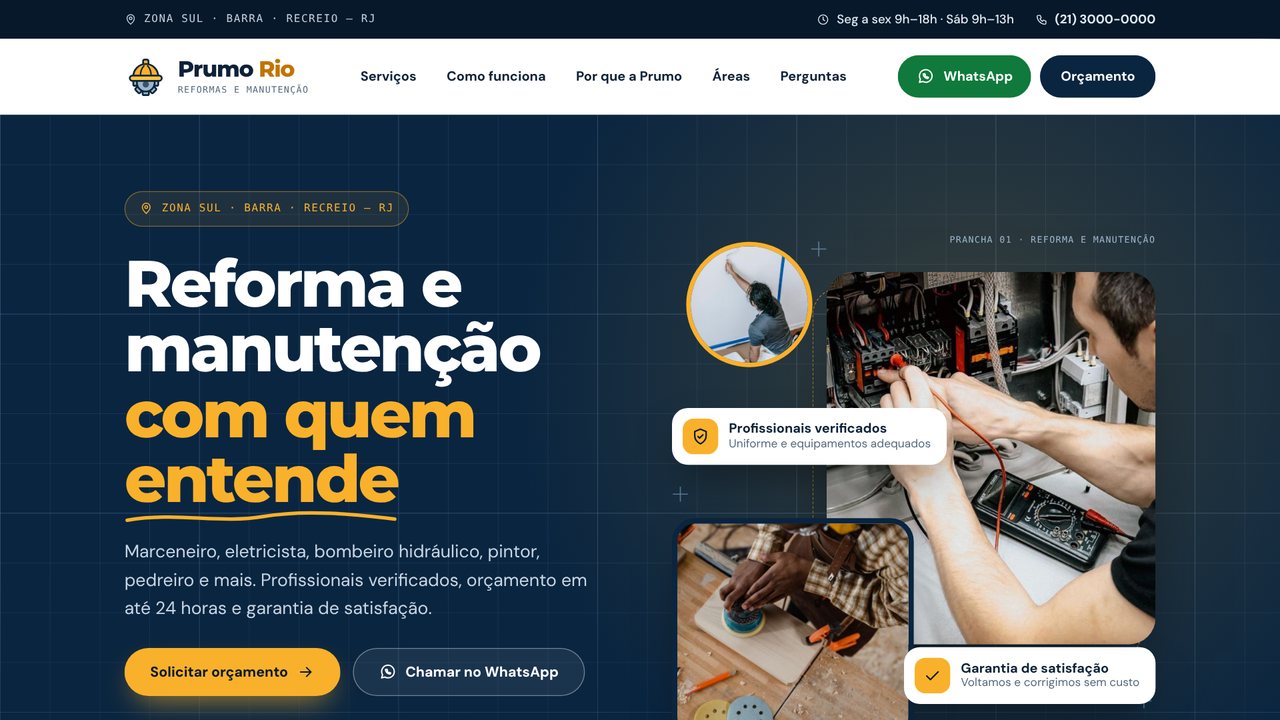 ZONA SUL · BARRA · RECREIO — RJ
Seg a sex 9h–18h · Sáb 9h–13h
(21) 3000-0000
Prumo Rio
REFORMAS E MANUTENÇÃO
Serviços
Como funciona
Por que a Prumo
Áreas
Perguntas
WhatsApp
Orçamento
ZONA SUL · BARRA · RECREIO — RJ
Reforma e
manutenção
com quem
entende
Marceneiro, eletricista, bombeiro hidráulico, pintor,
pedreiro e mais. Profissionais verificados, orçamento em
até 24 horas e garantia de satisfação.
Solicitar orçamento
Chamar no WhatsApp
PRANCHA 01 · REFORMA E MANUTENÇÃO
Profissionais verificados
Uniforme e equipamentos adequados
Garantia de satisfação
Voltamos e corrigimos sem custo